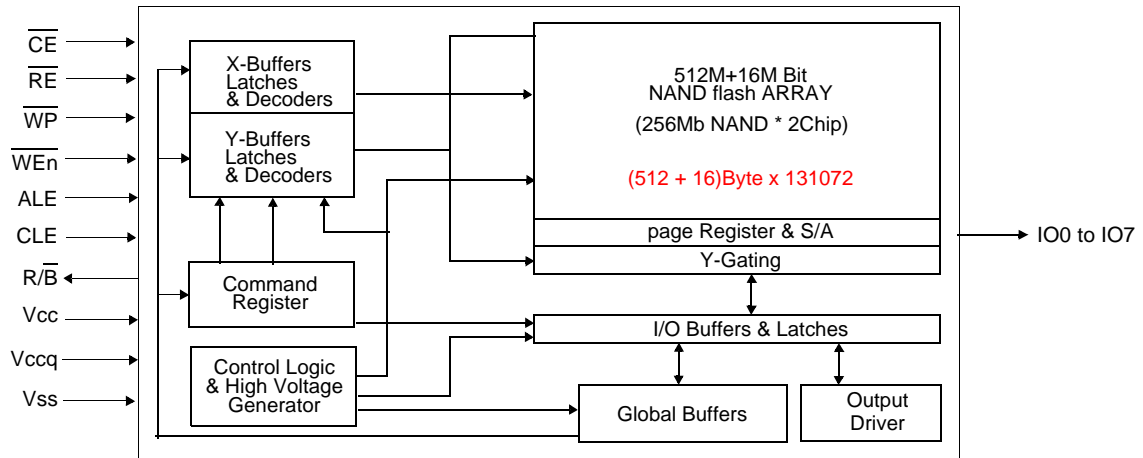 CE
RE
WP
WEn
ALE
CLE
R/B
Vcc
Vccq
Vss
X-Buffers
Latches
& Decoders
Y-Buffers
Latches
& Decoders
Command
Register
Control Logic
& High Voltage
Generator
512M+16M Bit
NAND flash ARRAY
(256Mb NAND * 2Chip)
(512 + 16)Byte x 131072
page Register & S/A
Y-Gating
I/O Buffers & Latches
Global Buffers
Output
Driver
IO0 to IO7